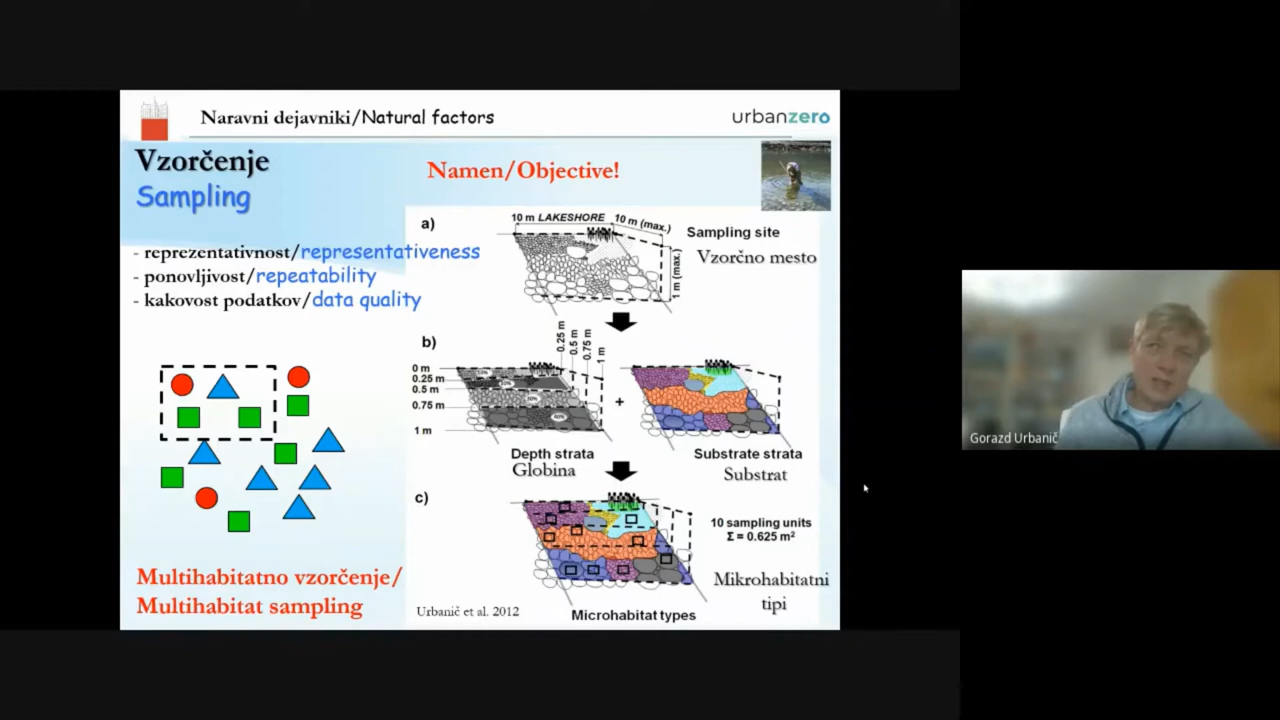 Naravni dejavniki/Natural factors
urbanzero
Vzorčenje
Sampling
Namen/Objective!
- reprezentativnost/representativeness
- ponovljivost/repeatability
- kakovost podatkov/data quality
a)
10 m LAKESHORE
10 m (max.)
1 m (max.)
Sampling site
Vzorčno mesto
b)
0.25 m
0.5 m
0.75 m
1 m
0 m
0.25 m
0.5 m
0.75 m
1 m
+
Depth strata
Globina
Substrate strata
Substrat
c)
10 sampling units
Σ = 0.625 m²
Mikrohabitatni
tipi
Microhabitat types
Urbanič et al. 2012
Multihabitatno vzorčenje/
Multihabitat sampling
Gorazd Urbanič